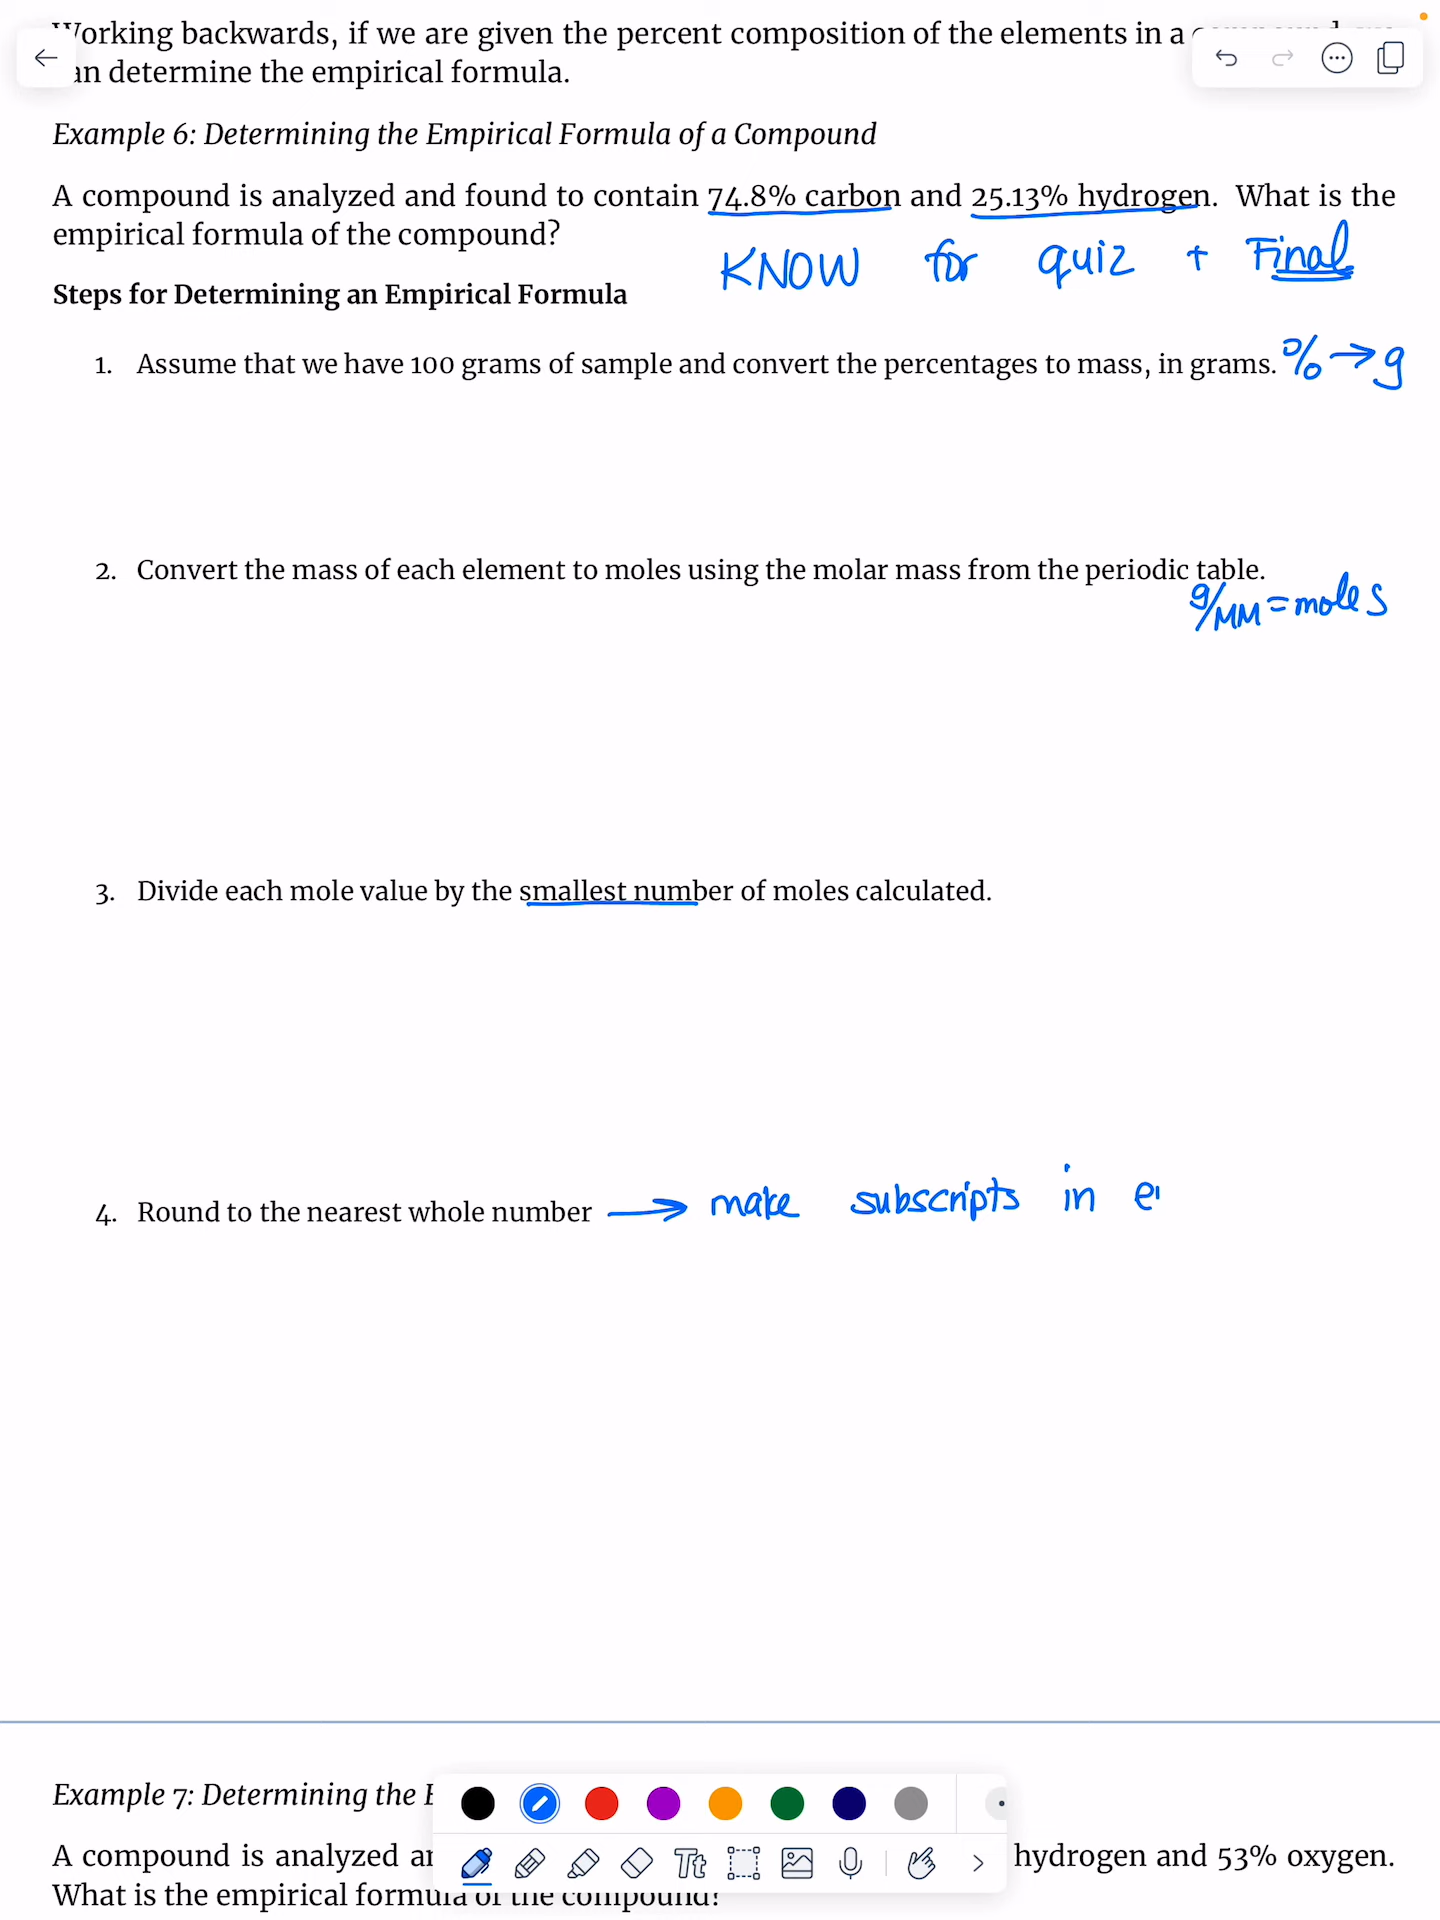 Working backwards, if we are given the percent composition of the elements in a
an determine the empirical formula.
Example 6: Determining the Empirical Formula of a Compound
A compound is analyzed and found to contain 74.8% carbon and 25.13% hydrogen. What is the
empirical formula of the compound?
KNOW for quiz + Final
Steps for Determining an Empirical Formula
1. Assume that we have 100 grams of sample and convert the percentages to mass, in grams. % → g
2. Convert the mass of each element to moles using the molar mass from the periodic table.
g/MM = moles
3. Divide each mole value by the smallest number of moles calculated.
4. Round to the nearest whole number → make subscripts in
Example 7: Determining the
A compound is analyzed hydrogen and 53% oxygen.
What is the empirical formula of the compound?
Tt